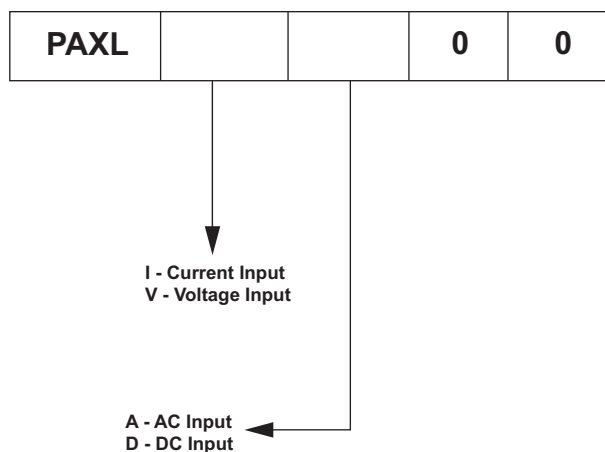 PAXL 0 0
I - Current Input
V - Voltage Input
A - AC Input
D - DC Input